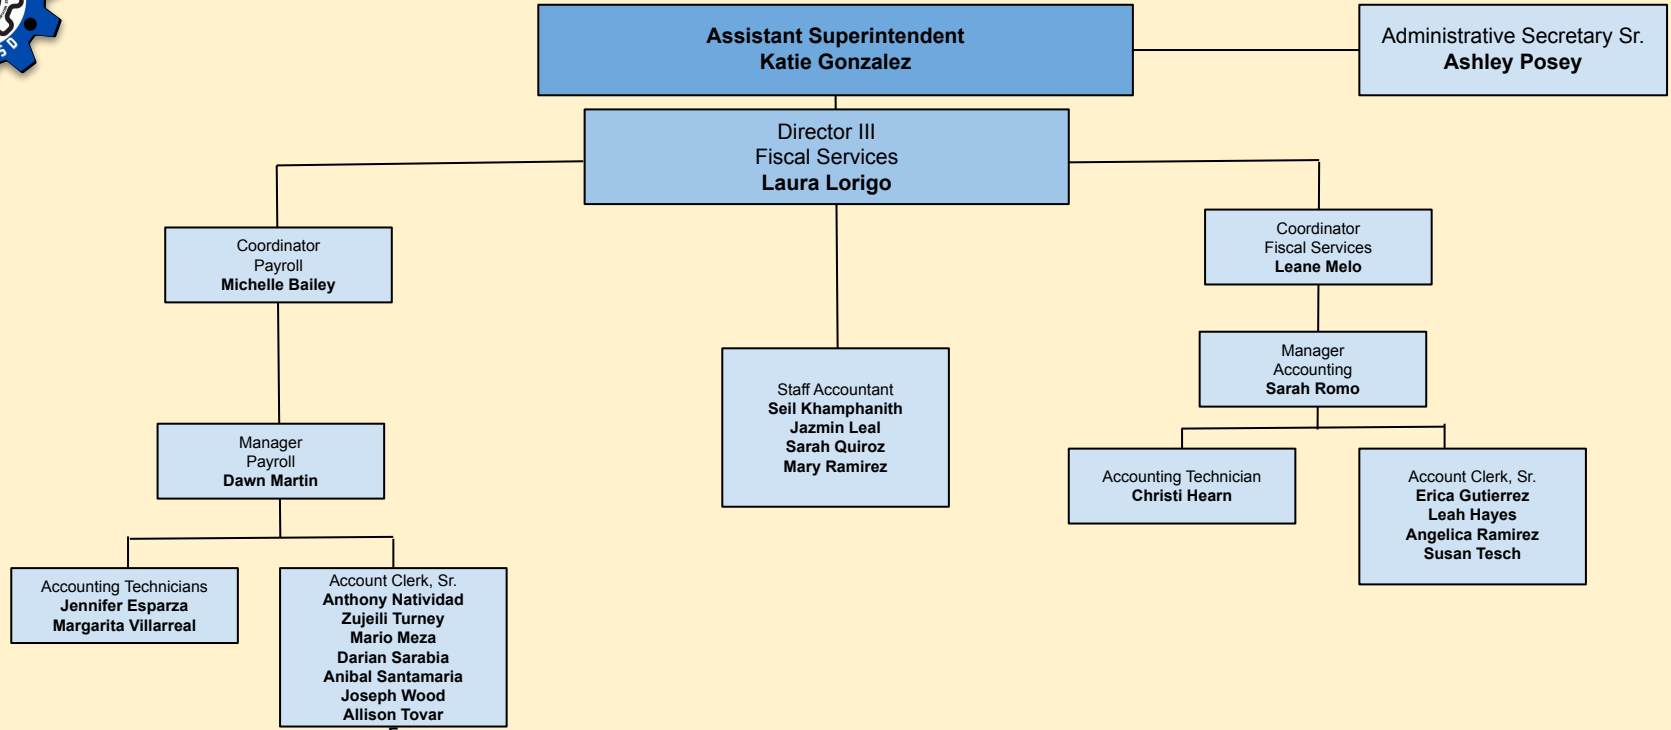 Assistant Superintendent
Katie Gonzalez
Administrative Secretary Sr.
Ashley Posey
Director III
Fiscal Services
Laura Lorigo
Coordinator
Payroll
Michelle Bailey
Coordinator
Fiscal Services
Leane Melo
Manager
Accounting
Sarah Romo
Staff Accountant
Seil Khamphanith
Jazmin Leal
Sarah Quiroz
Mary Ramirez
Manager
Payroll
Dawn Martin
Accounting Technician
Christi Hearn
Account Clerk, Sr.
Erica Gutierrez
Leah Hayes
Angelica Ramirez
Susan Tesch
Accounting Technicians
Jennifer Esparza
Margarita Villarreal
Account Clerk, Sr.
Anthony Natividad
Zujeili Turney
Mario Meza
Darian Sarabia
Anibal Santamaria
Joseph Wood
Allison Tovar